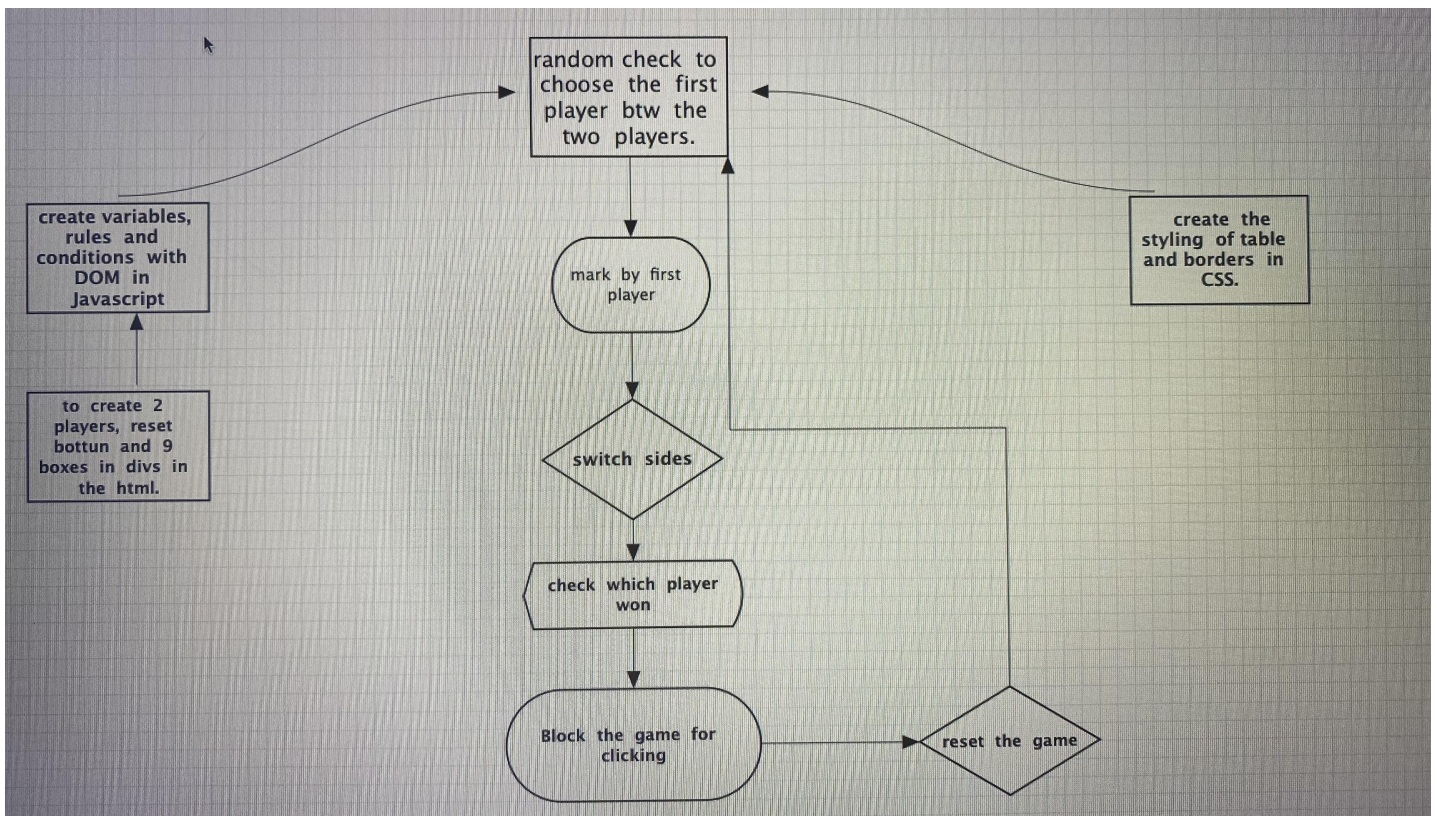 random check to
choose the first
player btw the
two players.
create variables,
rules and
conditions with
DOM in
Javascript
create the
styling of table
and borders in
CSS.
mark by first
player
to create 2
players, reset
bottun and 9
boxes in divs in
the html.
switch sides
check which player
won
Block the game for
clicking
reset the game